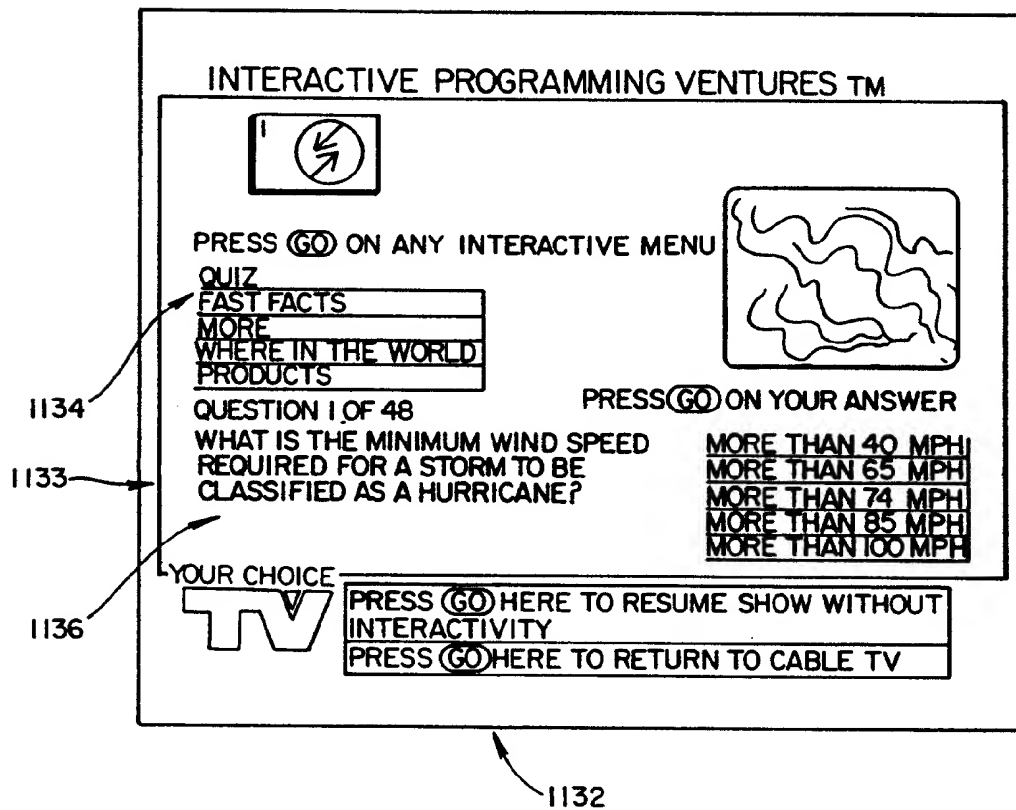 INTERACTIVE PROGRAMMING VENTURES TM
PRESS GO ON ANY INTERACTIVE MENU
QUIZ
FAST FACTS
MORE
WHERE IN THE WORLD
PRODUCTS
1134
QUESTION 1 OF 48
PRESS GO ON YOUR ANSWER
WHAT IS THE MINIMUM WIND SPEED
REQUIRED FOR A STORM TO BE
CLASSIFIED AS A HURRICANE?
MORE THAN 40 MPH
MORE THAN 65 MPH
MORE THAN 74 MPH
MORE THAN 85 MPH
MORE THAN 100 MPH
1133
YOUR CHOICE
TV
1136
PRESS GO HERE TO RESUME SHOW WITHOUT
INTERACTIVITY
PRESS GO HERE TO RETURN TO CABLE TV
1132